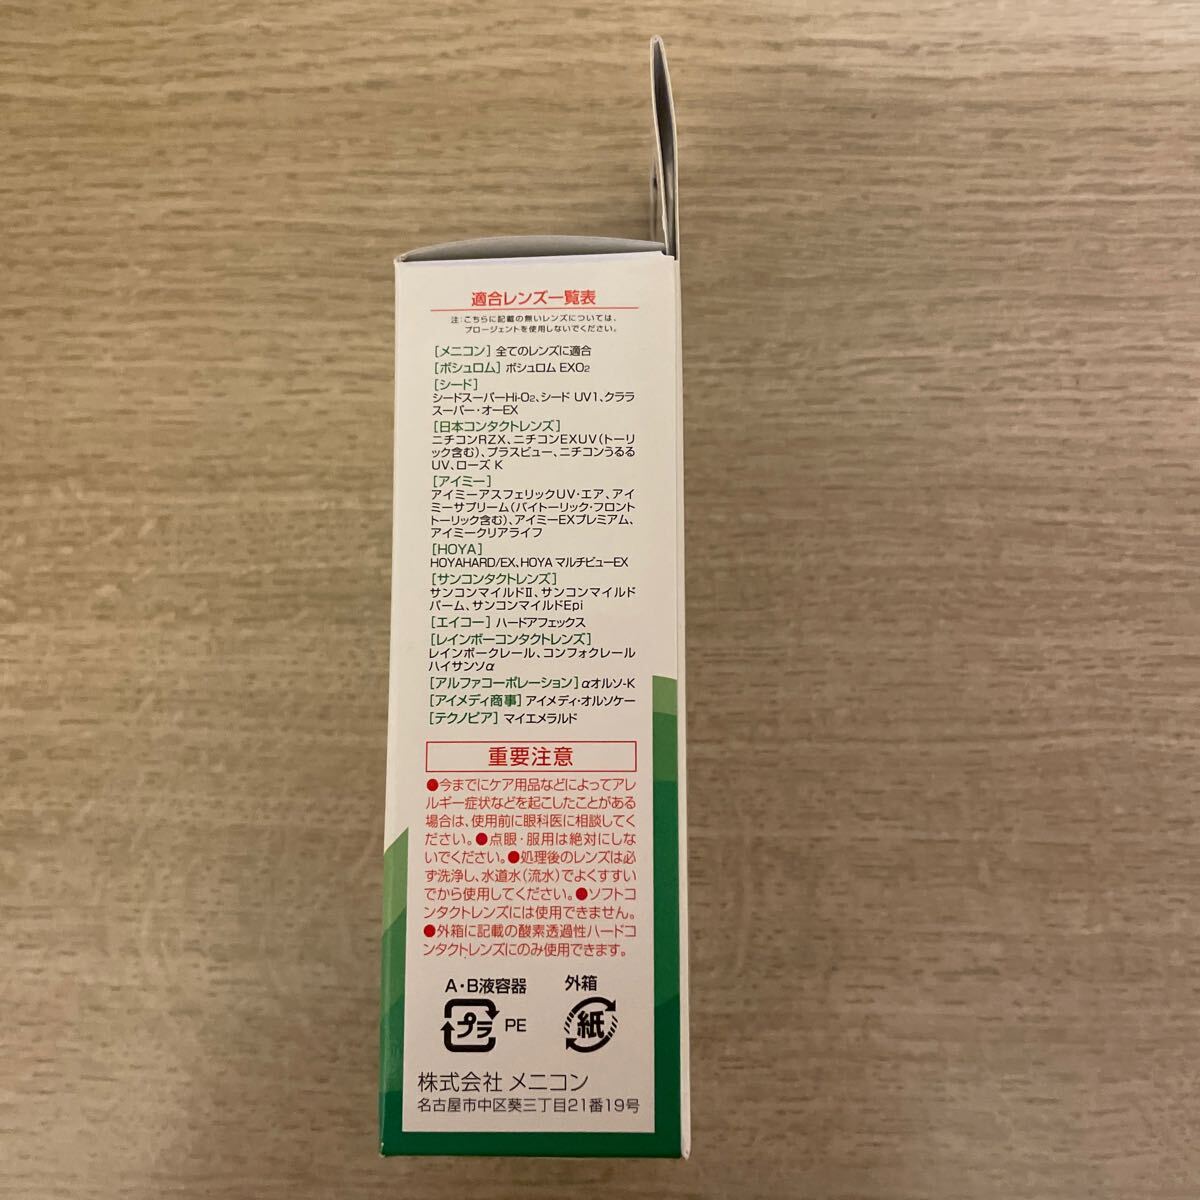 適合レンズ一覧表
注:こちらに記載の無いレンズについては、
プロージェントを使用しないでください。
[メニコン] 全てのレンズに適合
[ボシュロム] ボシュロム EXO2
[シード]
シードスーパーHi-O2、シード UV1、クララ
スーパー・オーEX
[日本コンタクトレンズ]
ニチコンRZX、ニチコンEXUV(トーリ
ック含む)、プラスビュー、ニチコンうるる
UV、ローズ K
[アイミー]
アイミーアスフェリックUV・エア、アイ
ミーサプリーム(バイトーリック・フロント
トーリック含む)、アイミーEXプレミアム、
アイミークリアライフ
[HOYA]
HOYAHARD/EX、HOYA マルチビューEX
[サンコンタクトレンズ]
サンコンマイルドII、サンコンマイルド
バーム、サンコンマイルドEpi
[エイコー] ハードアフェックス
[レインボーコンタクトレンズ]
レインボークレール、コンフォクレール
ハイサンソα
[アルファコーポレーション] αオルソ-K
[アイメディ商事] アイメディ・オルソケー
[テクノピア] マイエメラルド
重要注意
●今までにケア用品などによってアレ
ルギー症状などを起こしたことがある
場合は、使用前に眼科医に相談してく
ださい。●点眼・服用は絶対にしな
いでください。●処理後のレンズは必
ず洗浄し、水道水(流水)でよくすすい
でから使用してください。●ソフトコ
ンタクトレンズには使用できません。
●外箱に記載の酸素透過性ハードコ
ンタクトレンズにのみ使用できます。
A・B液容器 外箱
プラ PE 紙
株式会社 メニコン
名古屋市中区葵三丁目21番19号